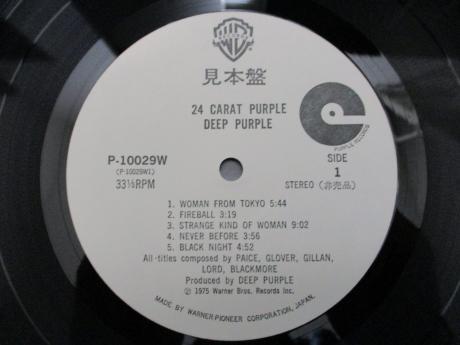 WB
RECORDS
見本盤
24 CARAT PURPLE
DEEP PURPLE
PURPLE RECORDS
P-10029W
(P-10029W1)
33⅓RPM
SIDE
1
STEREO (非売品)
1. WOMAN FROM TOKYO 5:44
2. FIREBALL 3:19
3. STRANGE KIND OF WOMAN 9:02
4. NEVER BEFORE 3:56
5. BLACK NIGHT 4:52
All titles composed by PAICE, GLOVER, GILLAN,
LORD, BLACKMORE
Produced by DEEP PURPLE
Ⓟ 1975 Warner Bros. Records Inc.
MADE BY WARNER-PIONEER CORPORATION, JAPAN.